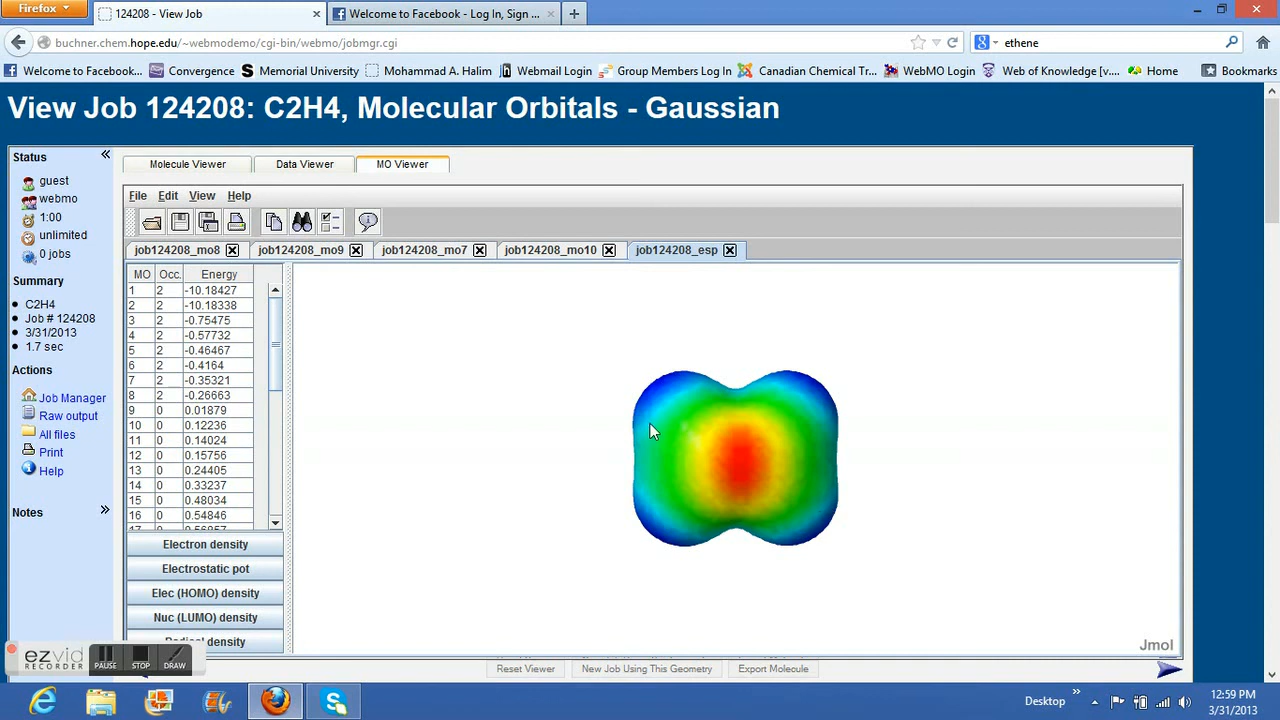 Firefox
124208 - View Job
Welcome to Facebook - Log In, Sign ...
buchner.chem.hope.edu/~webmodemo/cgi-bin/webmo/jobmgr.cgi
ethene
Welcome to Facebook...
Convergence
Memorial University
Mohammad A. Halim
Webmail Login
Group Members Log In
Canadian Chemical Tr...
WebMO Login
Web of Knowledge [v....
Home
Bookmarks
View Job 124208: C2H4, Molecular Orbitals - Gaussian
Status
guest
webmo
1:00
unlimited
0 jobs
Summary
C2H4
Job # 124208
3/31/2013
1.7 sec
Actions
Job Manager
Raw output
All files
Print
Help
Notes
Molecule Viewer
Data Viewer
MO Viewer
File Edit View Help
job124208_mo8
job124208_mo9
job124208_mo7
job124208_mo10
job124208_esp
MO Occ. Energy
1 2 -10.18427
2 2 -10.18338
3 2 -0.75475
4 2 -0.57732
5 2 -0.46467
6 2 -0.4164
7 2 -0.35321
8 2 -0.26663
9 0 0.01879
10 0 0.12236
11 0 0.14024
12 0 0.15756
13 0 0.24405
14 0 0.33237
15 0 0.48034
16 0 0.54846
Electron density
Electrostatic pot
Elec (HOMO) density
Nuc (LUMO) density
Radical density
Jmol
Reset Viewer
New Job Using This Geometry
Export Molecule
ezvid
RECORDER
PAUSE
STOP
DRAW
Desktop
12:59 PM
3/31/2013